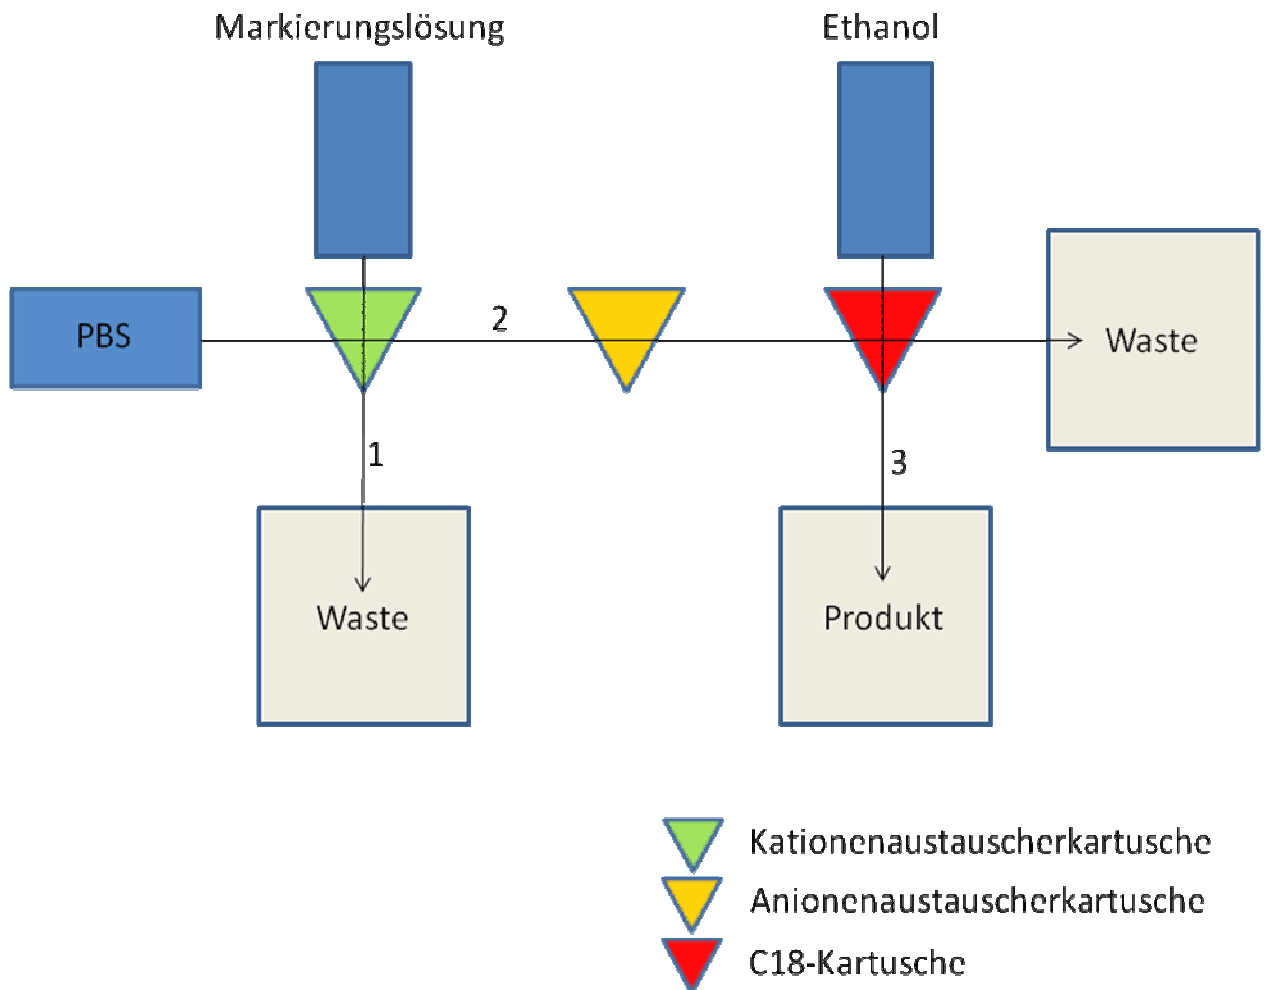 Markierungslösung
Ethanol
PBS
2
Waste
1
3
Waste
Produkt
Kationenaustauscherkartusche
Anionenaustauscherkartusche
C18-Kartusche